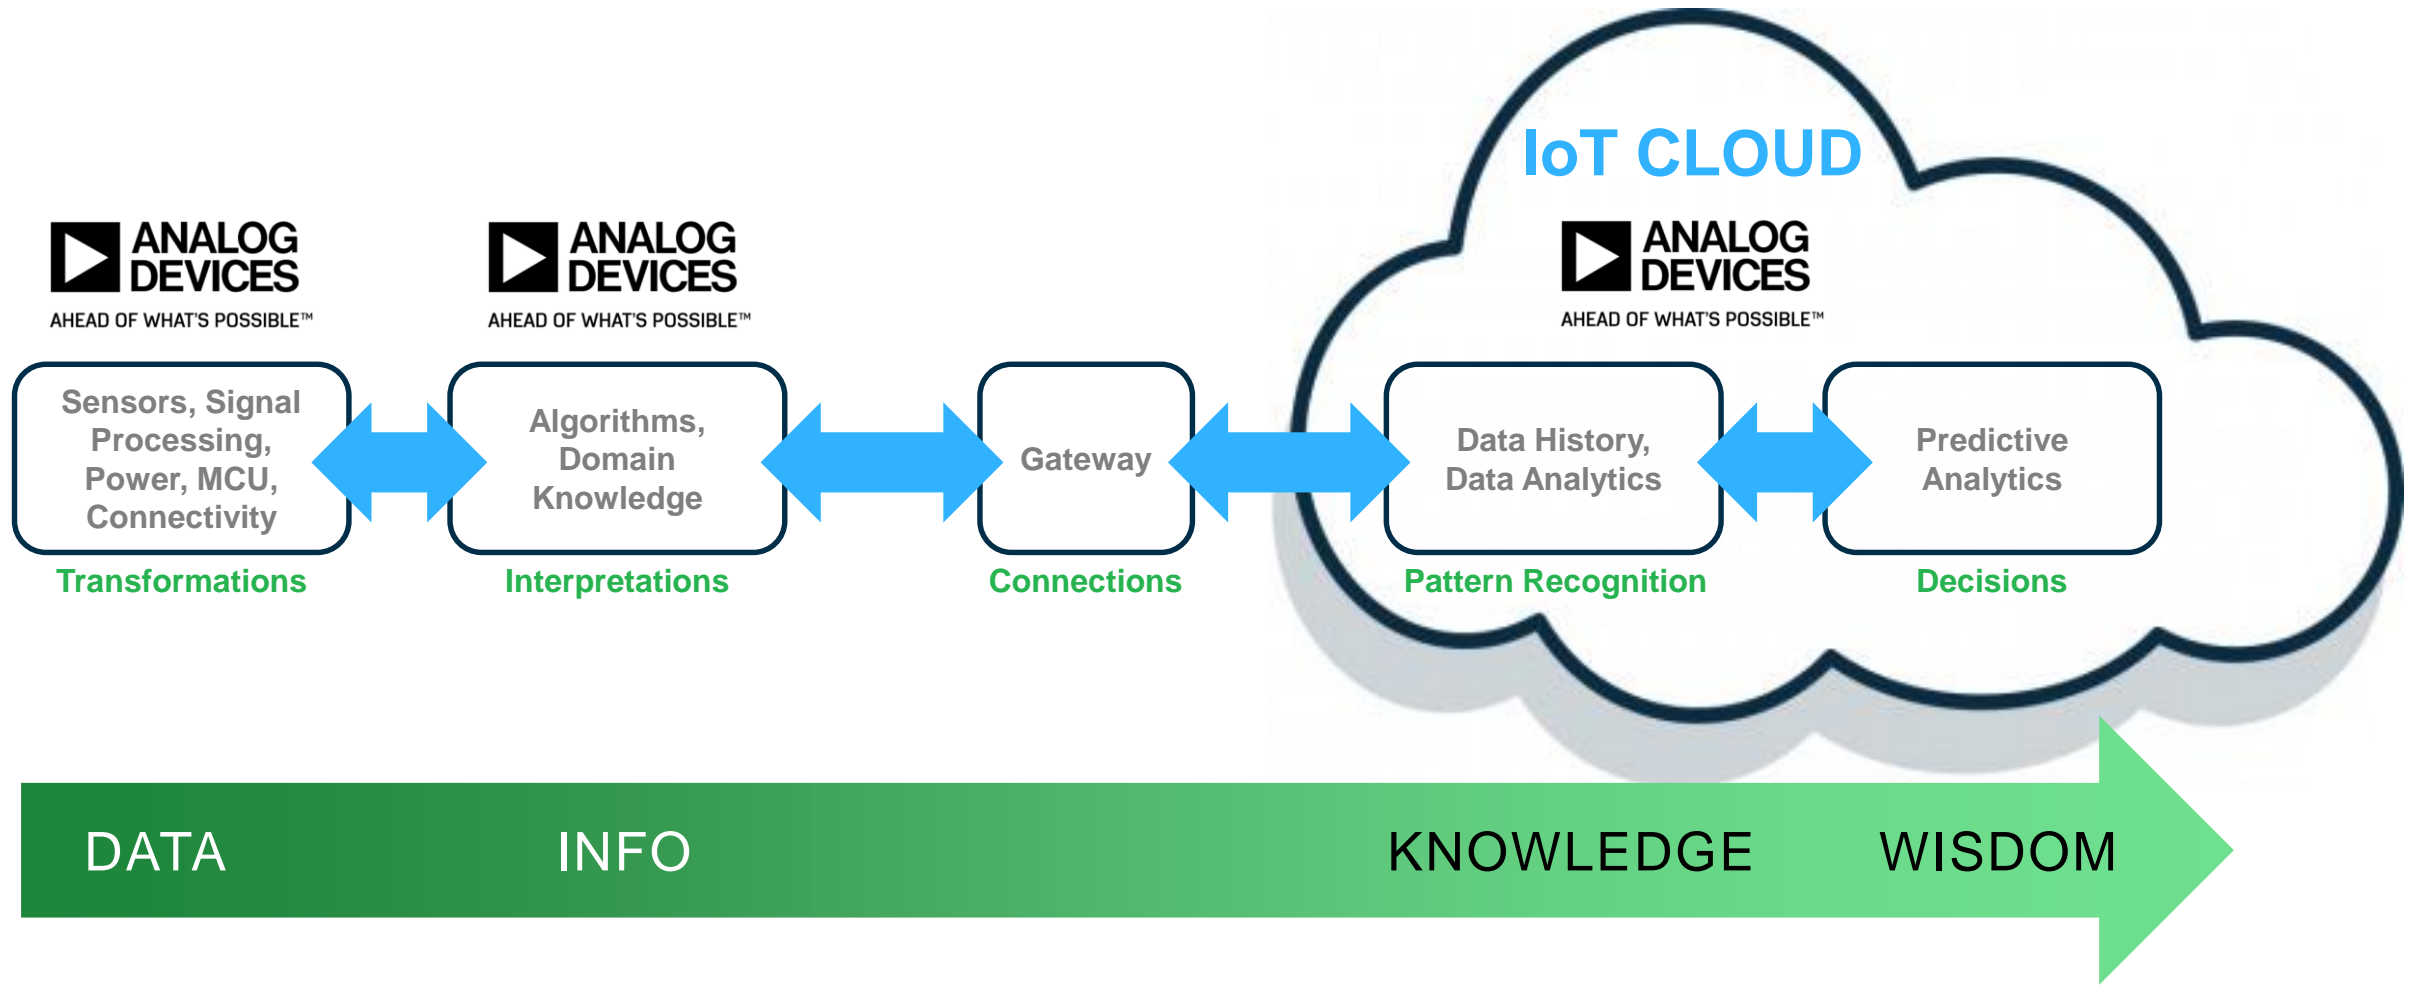 IoT CLOUD
ANALOG
DEVICES
AHEAD OF WHAT'S POSSIBLE™
ANALOG
DEVICES
AHEAD OF WHAT'S POSSIBLE™
ANALOG
DEVICES
AHEAD OF WHAT'S POSSIBLE™
Sensors, Signal
Processing,
Power, MCU,
Connectivity
Transformations
Algorithms,
Domain
Knowledge
Interpretations
Gateway
Connections
Data History,
Data Analytics
Pattern Recognition
Predictive
Analytics
Decisions
DATA
INFO
KNOWLEDGE
WISDOM